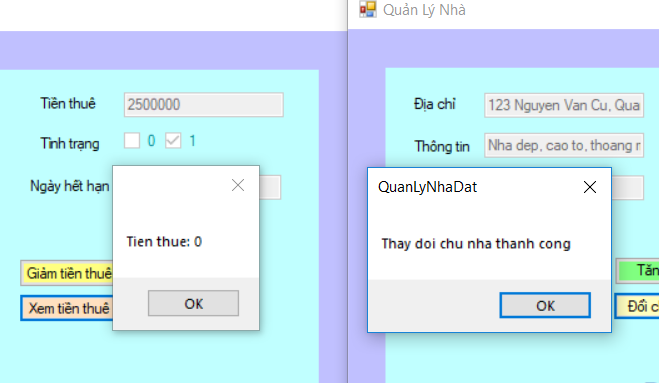 Tiền thuê
2500000
Tình trạng
0
1
Ngày hết hạn
Tien thue: 0
OK
Giảm tiền thuê
Xem tiền thuê
Quản Lý Nhà
Địa chỉ
123 Nguyen Van Cu, Qua
Thông tin
Nha dep, cao to, thoang r
QuanLyNhaDat
Thay doi chu nha thanh cong
OK
Tăn
Đổi c